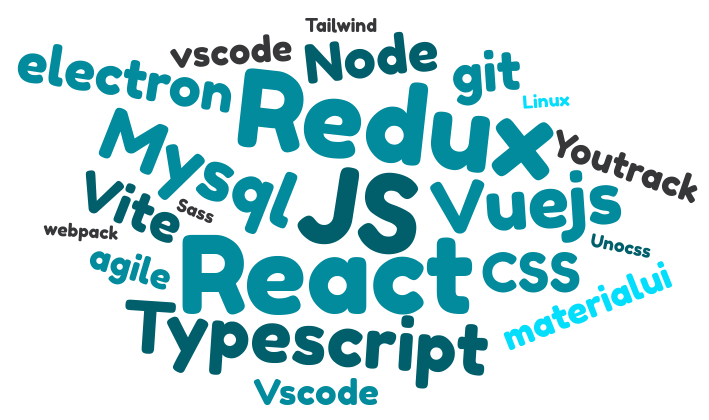 Tailwind
vscode
Node
electron
git
Redux
Linux
Mysql
Youtrack
JS
Vuejs
Vite
Sass
webpack
Unocss
agile
React
CSS
materialui
Typescript
Vscode